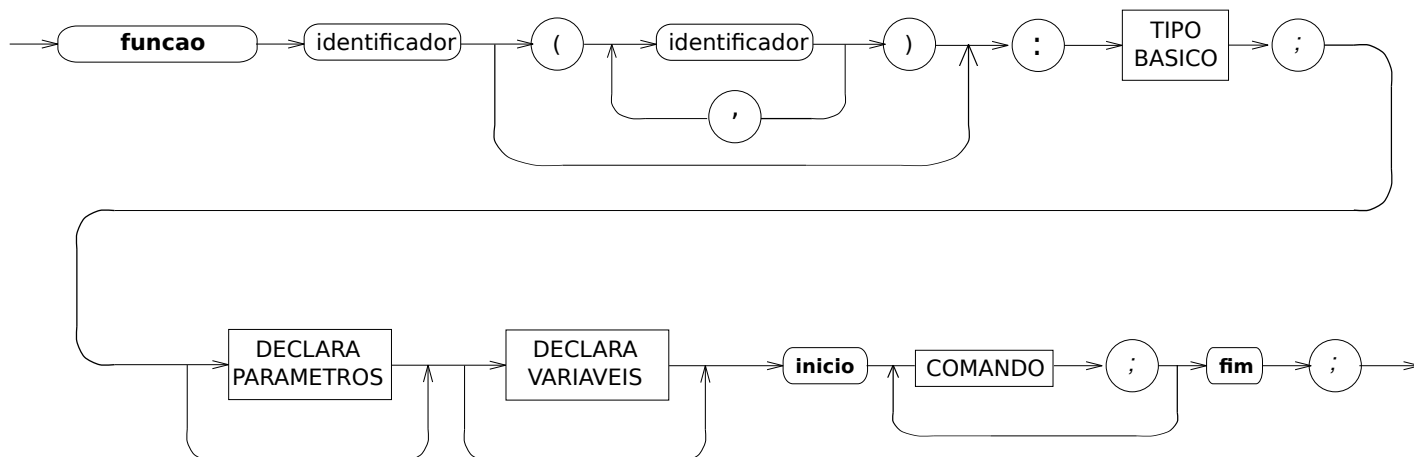 funcao identificador ( identificador ) : TIPO BASICO ;
,
DECLARA PARAMETROS DECLARA VARIAVEIS inicio COMANDO ; fim ;